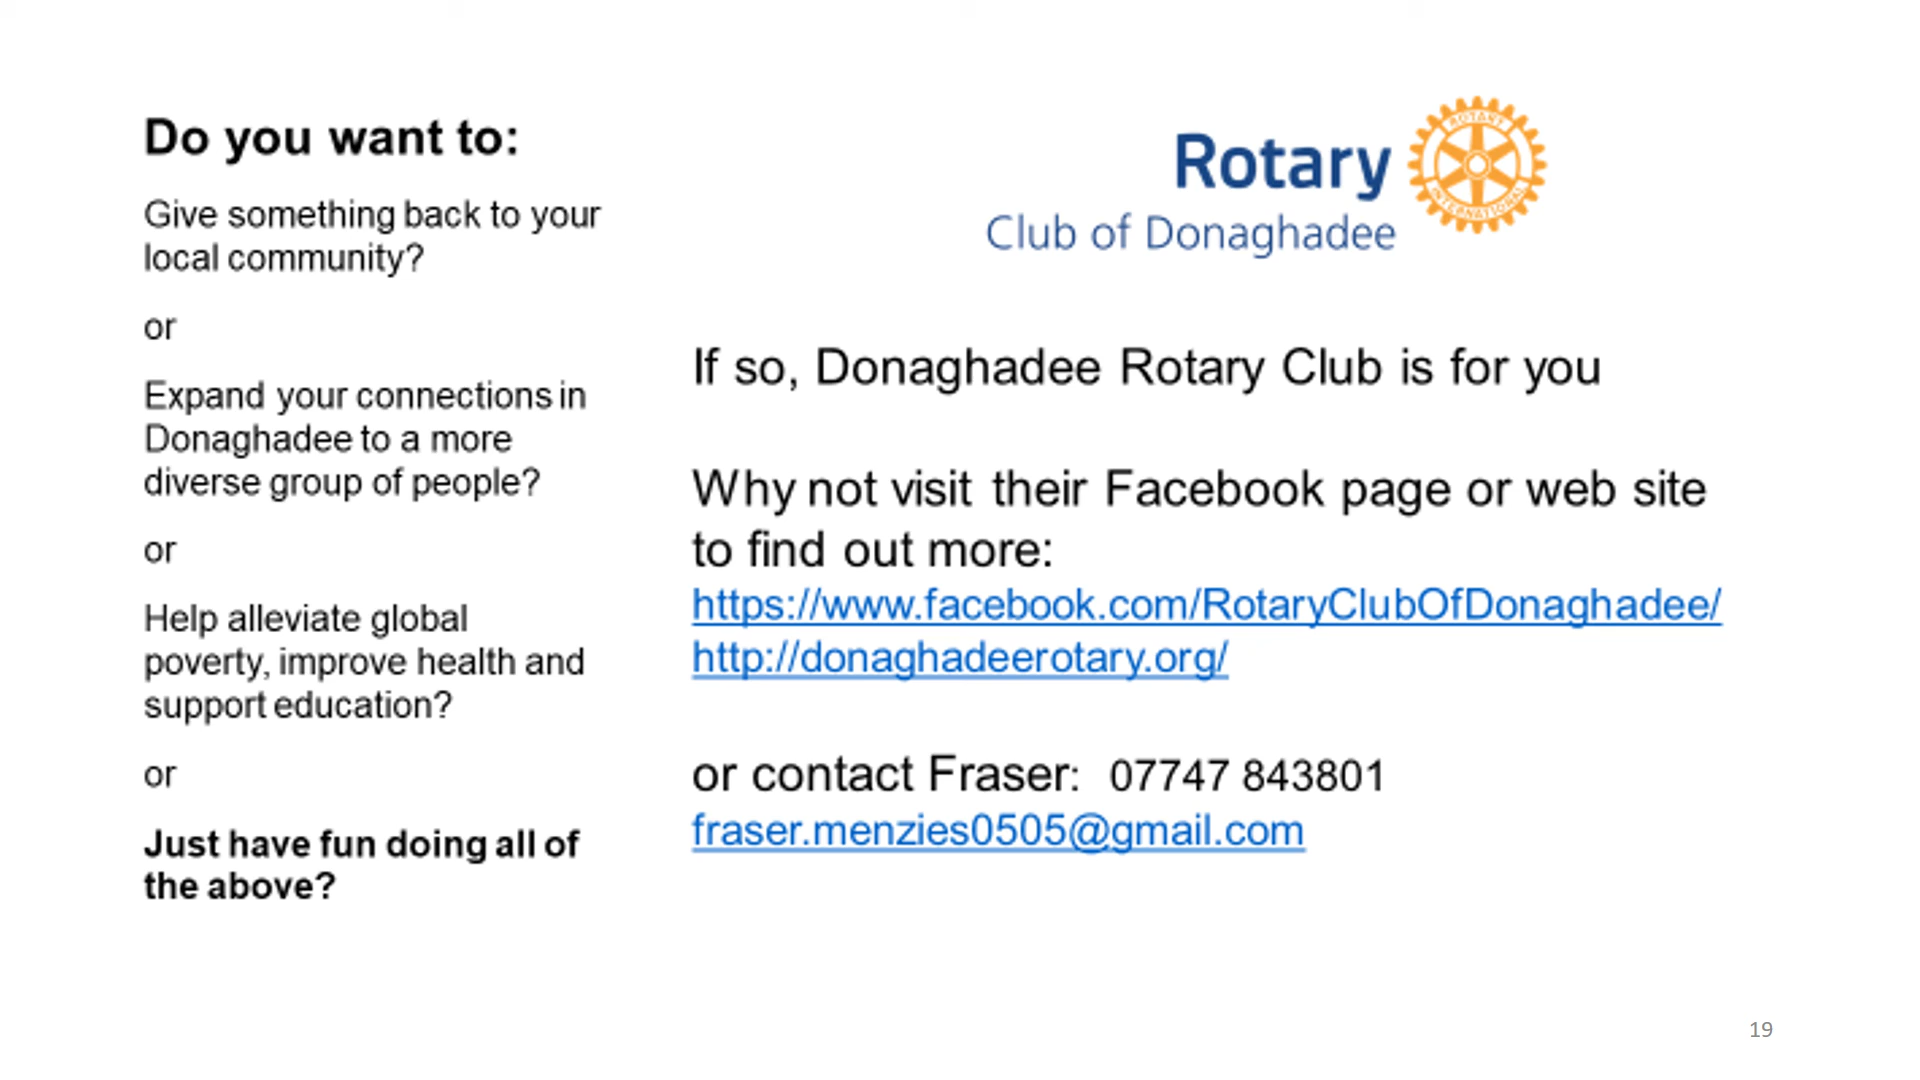 Do you want to:
Give something back to your
local community?
or
Expand your connections in
Donaghadee to a more
diverse group of people?
or
Help alleviate global
poverty, improve health and
support education?
or
Just have fun doing all of
the above?
Rotary
Club of Donaghadee
ROTARY
INTERNATIONAL
If so, Donaghadee Rotary Club is for you
Why not visit their Facebook page or web site
to find out more:
https://www.facebook.com/RotaryClubOfDonaghadee/
http://donaghadeerotary.org/
or contact Fraser: 07747 843801
fraser.menzies0505@gmail.com
19